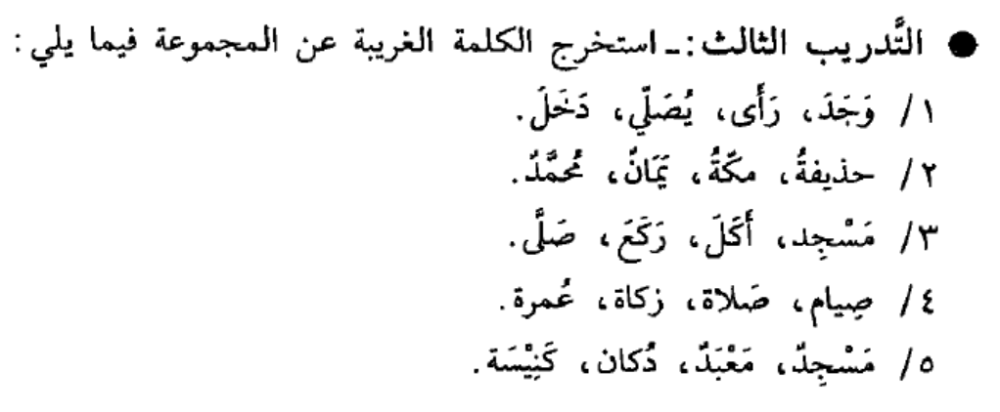 ● التَّدريب الثالث:ـ استخرج الكلمة الغريبة عن المجموعة فيما يلي:
١/ وَجَدَ، رَأَى، يُصَلّي، دَخَلَ.
٢/ حذيفةُ، مكّةُ، يَمَانٌ، مُحمَّدٌ.
٣/ مَسْجِد، أَكَلَ، رَكَعَ، صَلَّى.
٤/ صِيام، صَلاة، زكاة، عُمرة.
٥/ مَسْجِدٌ، مَعْبَدٌ، دُكان، كَنِيْسَة.